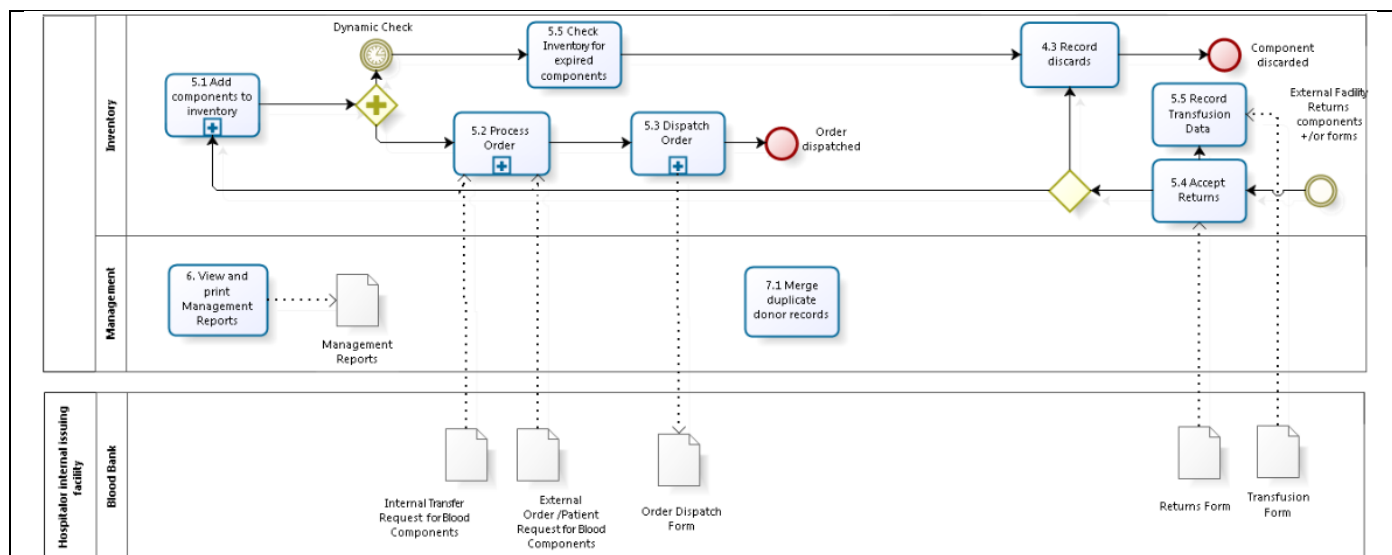 Inventory
Dynamic Check
5.1 Add
components to
inventory
5.5 Check
Inventory for
expired
components
4.3 Record
discards
Component
discarded
5.2 Process
Order
5.3 Dispatch
Order
Order
dispatched
5.5 Record
Transfusion
Data
External Facility
Returns
components
+/or forms
5.4 Accept
Returns
Management
6. View and
print
Management
Reports
Management
Reports
7.1 Merge
duplicate
donor records
Hospitalor internal issuing
facility
Blood Bank
Internal Transfer
Request for Blood
Components
External
Order /Patient
Request for Blood
Components
Order Dispatch
Form
Returns Form
Transfusion
Form